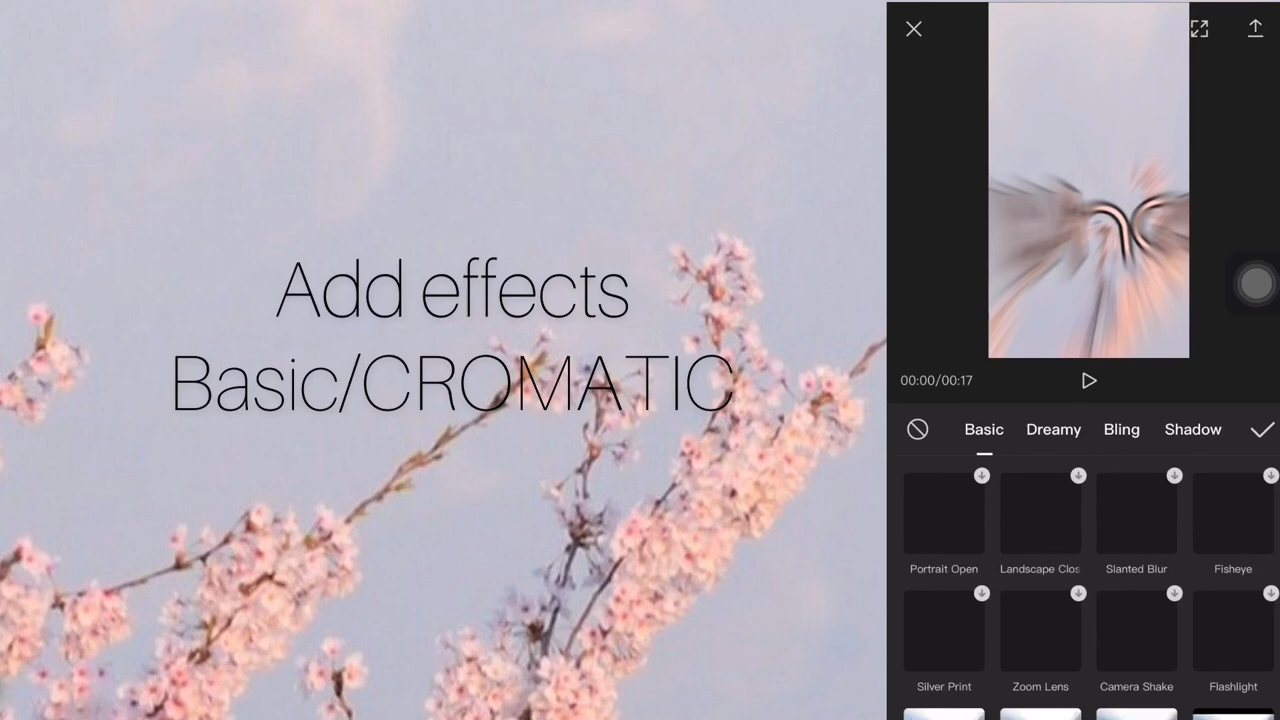 Add effects
Basic/CROMATIC
00:00/00:17
Basic Dreamy Bling Shadow
Portrait Open Landscape Clos Slanted Blur Fisheye
Silver Print Zoom Lens Camera Shake Flashlight